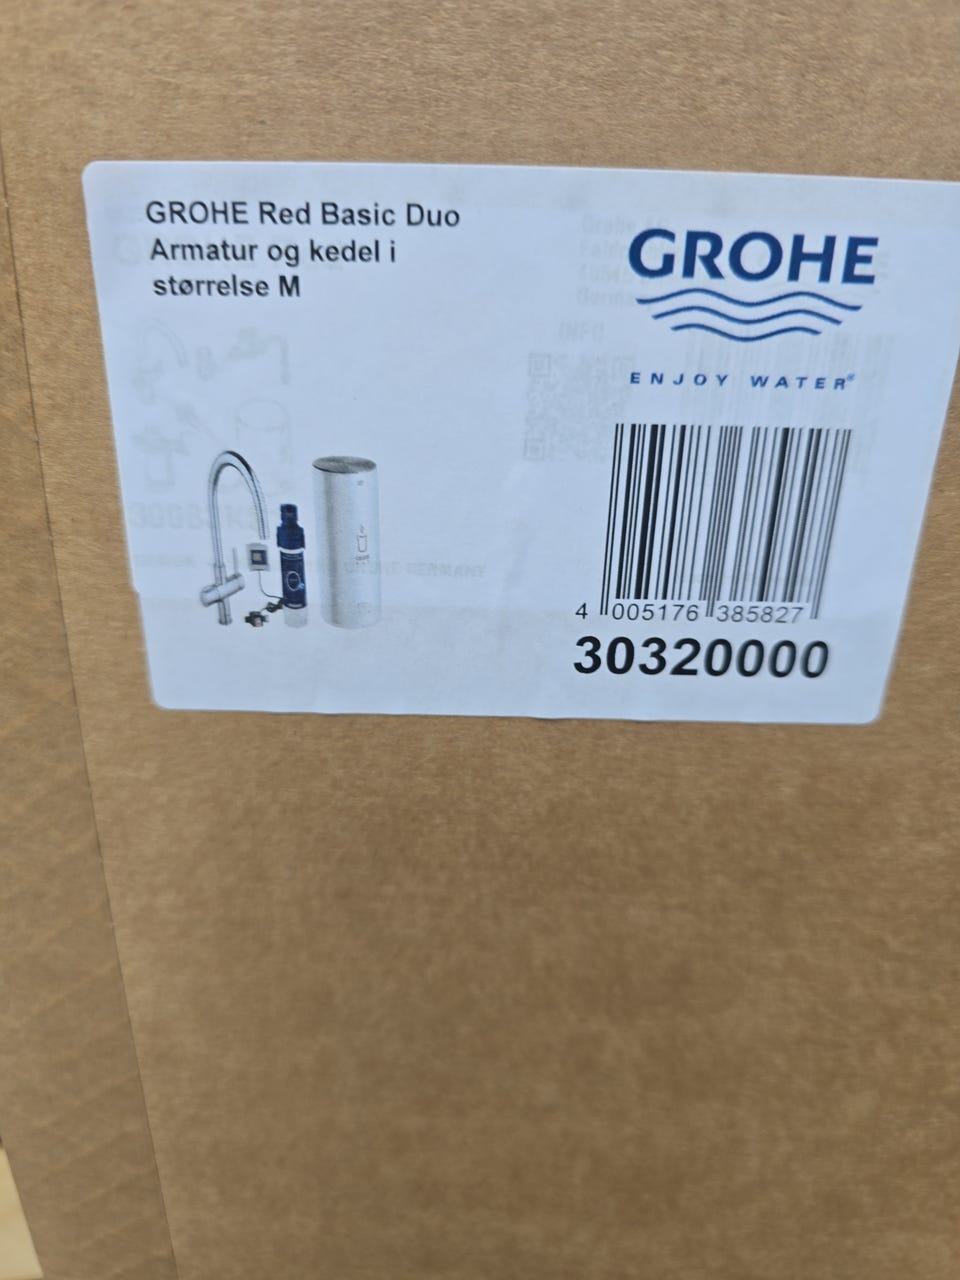 GROHE Red Basic Duo
Armatur og kedel i
størrelse M
GROHE
ENJOY WATER®
4 005176 385827
30320000